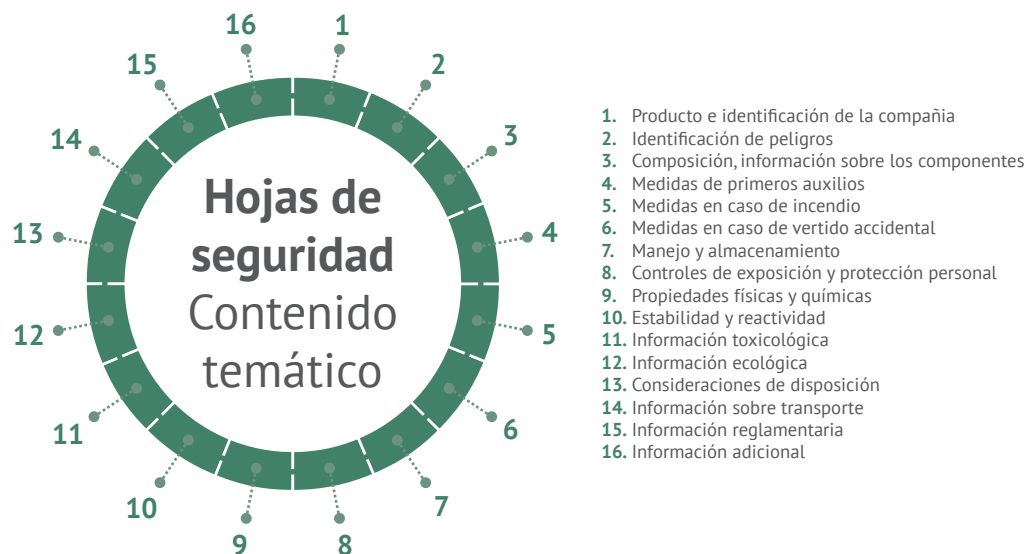 16
1
15
2
14
3
13
4
12
5
11
6
10
7
9
8
Hojas de
seguridad
Contenido
temático
1. Producto e identificación de la compañia
2. Identificación de peligros
3. Composición, información sobre los componentes
4. Medidas de primeros auxilios
5. Medidas en caso de incendio
6. Medidas en caso de vertido accidental
7. Manejo y almacenamiento
8. Controles de exposición y protección personal
9. Propiedades físicas y químicas
10. Estabilidad y reactividad
11. Información toxicológica
12. Información ecológica
13. Consideraciones de disposición
14. Información sobre transporte
15. Información reglamentaria
16. Información adicional